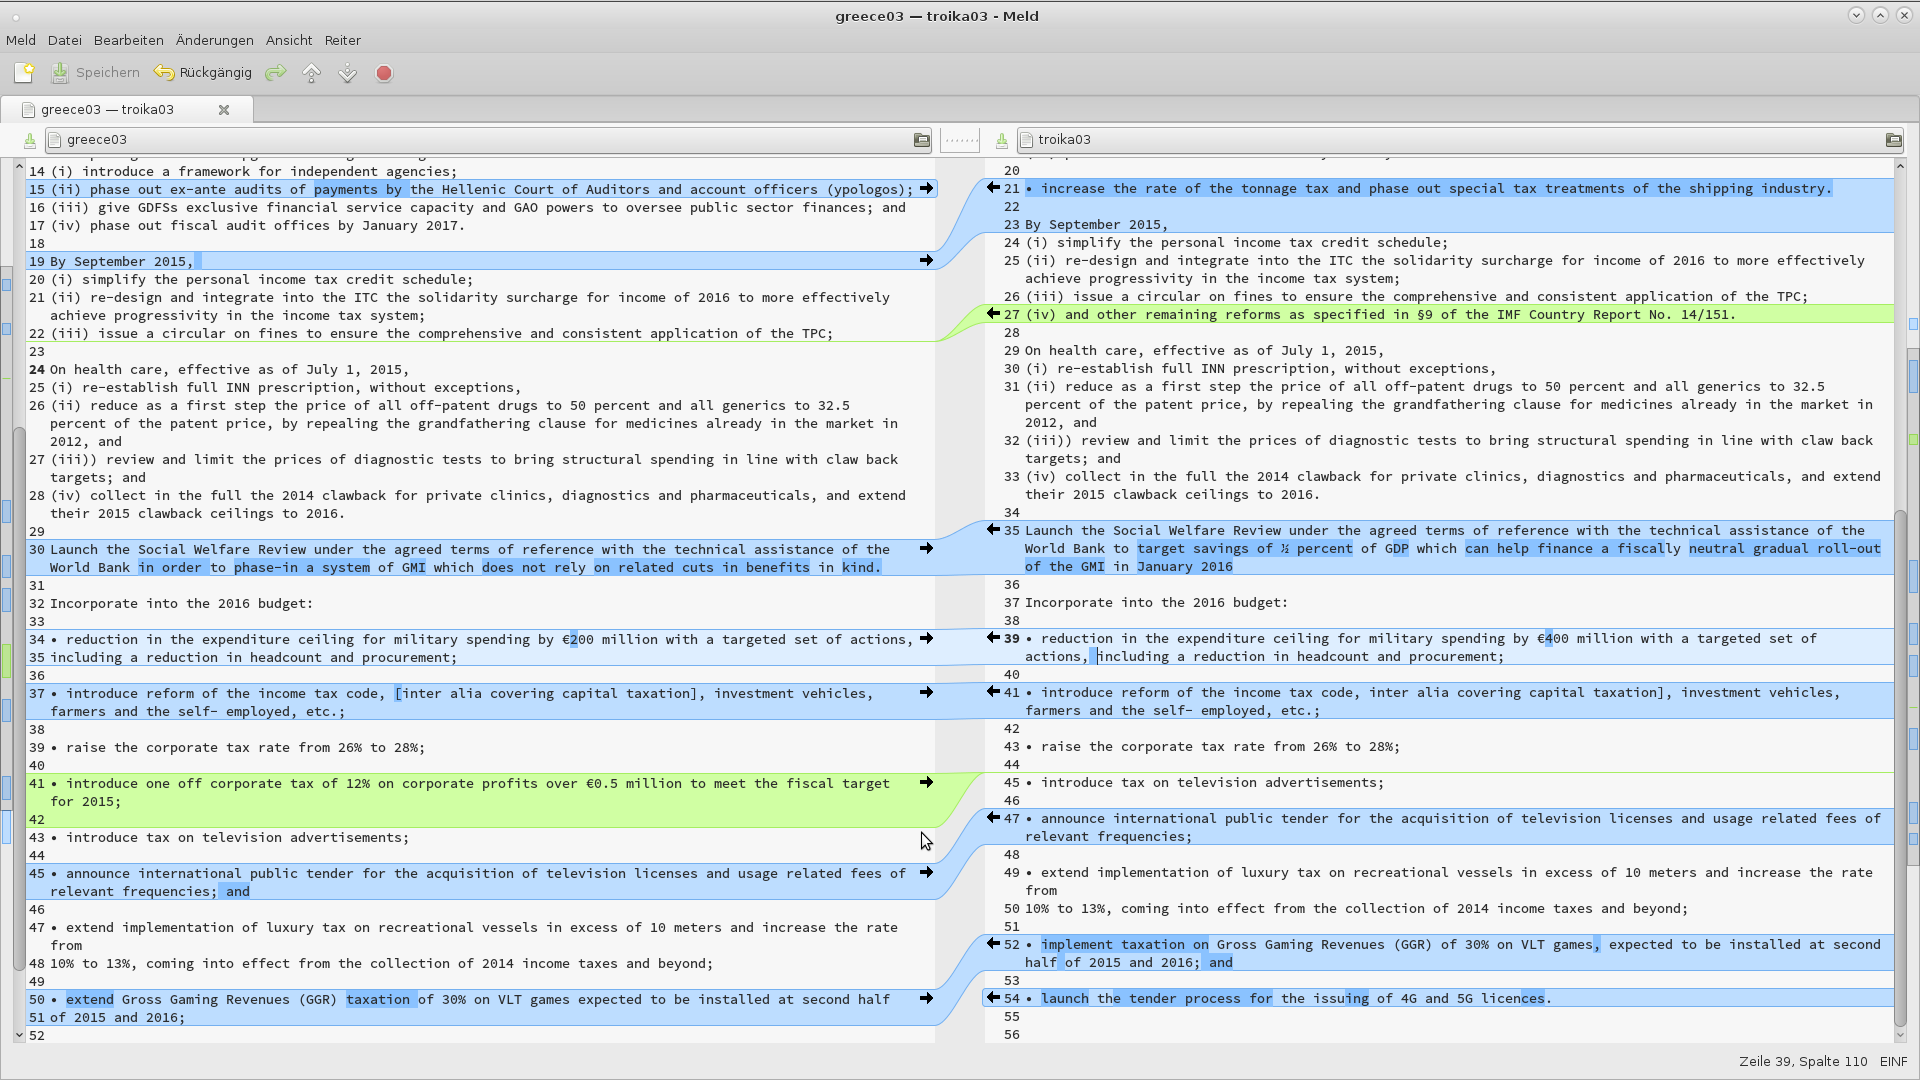 greece03 — troika03 - Meld
Meld Datei Bearbeiten Änderungen Ansicht Reiter
Speichern Rückgängig
greece03 — troika03
greece03
14 (i) introduce a framework for independent agencies;
15 (ii) phase out ex-ante audits of payments by the Hellenic Court of Auditors and account officers (ypologos);
16 (iii) give GDFSs exclusive financial service capacity and GAO powers to oversee public sector finances; and
17 (iv) phase out fiscal audit offices by January 2017.
18
19 By September 2015,
20 (i) simplify the personal income tax credit schedule;
21 (ii) re-design and integrate into the ITC the solidarity surcharge for income of 2016 to more effectively
achieve progressivity in the income tax system;
22 (iii) issue a circular on fines to ensure the comprehensive and consistent application of the TPC;
23
24 On health care, effective as of July 1, 2015,
25 (i) re-establish full INN prescription, without exceptions,
26 (ii) reduce as a first step the price of all off-patent drugs to 50 percent and all generics to 32.5
percent of the patent price, by repealing the grandfathering clause for medicines already in the market in
2012, and
27 (iii)) review and limit the prices of diagnostic tests to bring structural spending in line with claw back
targets; and
28 (iv) collect in the full the 2014 clawback for private clinics, diagnostics and pharmaceuticals, and extend
their 2015 clawback ceilings to 2016.
29
30 Launch the Social Welfare Review under the agreed terms of reference with the technical assistance of the
World Bank in order to phase-in a system of GMI which does not rely on related cuts in benefits in kind.
31
32 Incorporate into the 2016 budget:
33
34 • reduction in the expenditure ceiling for military spending by €200 million with a targeted set of actions,
35 including a reduction in headcount and procurement;
36
37 • introduce reform of the income tax code, [inter alia covering capital taxation], investment vehicles,
farmers and the self- employed, etc.;
38
39 • raise the corporate tax rate from 26% to 28%;
40
41 • introduce one off corporate tax of 12% on corporate profits over €0.5 million to meet the fiscal target
for 2015;
42
43 • introduce tax on television advertisements;
44
45 • announce international public tender for the acquisition of television licenses and usage related fees of
relevant frequencies; and
46
47 • extend implementation of luxury tax on recreational vessels in excess of 10 meters and increase the rate
from
48 10% to 13%, coming into effect from the collection of 2014 income taxes and beyond;
49
50 • extend Gross Gaming Revenues (GGR) taxation of 30% on VLT games expected to be installed at second half
51 of 2015 and 2016;
52
troika03
20
21 • increase the rate of the tonnage tax and phase out special tax treatments of the shipping industry.
22
23 By September 2015,
24 (i) simplify the personal income tax credit schedule;
25 (ii) re-design and integrate into the ITC the solidarity surcharge for income of 2016 to more effectively
achieve progressivity in the income tax system;
26 (iii) issue a circular on fines to ensure the comprehensive and consistent application of the TPC;
27 (iv) and other remaining reforms as specified in §9 of the IMF Country Report No. 14/151.
28
29 On health care, effective as of July 1, 2015,
30 (i) re-establish full INN prescription, without exceptions,
31 (ii) reduce as a first step the price of all off-patent drugs to 50 percent and all generics to 32.5
percent of the patent price, by repealing the grandfathering clause for medicines already in the market in
2012, and
32 (iii)) review and limit the prices of diagnostic tests to bring structural spending in line with claw back
targets; and
33 (iv) collect in the full the 2014 clawback for private clinics, diagnostics and pharmaceuticals, and extend
their 2015 clawback ceilings to 2016.
34
35 Launch the Social Welfare Review under the agreed terms of reference with the technical assistance of the
World Bank to target savings of ½ percent of GDP which can help finance a fiscally neutral gradual roll-out
of the GMI in January 2016
36
37 Incorporate into the 2016 budget:
38
39 • reduction in the expenditure ceiling for military spending by €400 million with a targeted set of
actions, including a reduction in headcount and procurement;
40
41 • introduce reform of the income tax code, inter alia covering capital taxation], investment vehicles,
farmers and the self- employed, etc.;
42
43 • raise the corporate tax rate from 26% to 28%;
44
45 • introduce tax on television advertisements;
46
47 • announce international public tender for the acquisition of television licenses and usage related fees of
relevant frequencies;
48
49 • extend implementation of luxury tax on recreational vessels in excess of 10 meters and increase the rate
from
50 10% to 13%, coming into effect from the collection of 2014 income taxes and beyond;
51
52 • implement taxation on Gross Gaming Revenues (GGR) of 30% on VLT games, expected to be installed at second
half of 2015 and 2016; and
53
54 • launch the tender process for the issuing of 4G and 5G licences.
55
56
Zeile 39, Spalte 110 EINF